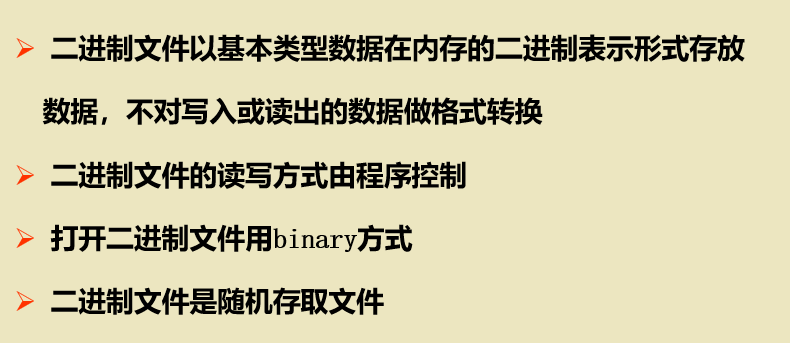 ➢ 二进制文件以基本类型数据在内存的二进制表示形式存放
数据，不对写入或读出的数据做格式转换
➢ 二进制文件的读写方式由程序控制
➢ 打开二进制文件用binary方式
➢ 二进制文件是随机存取文件